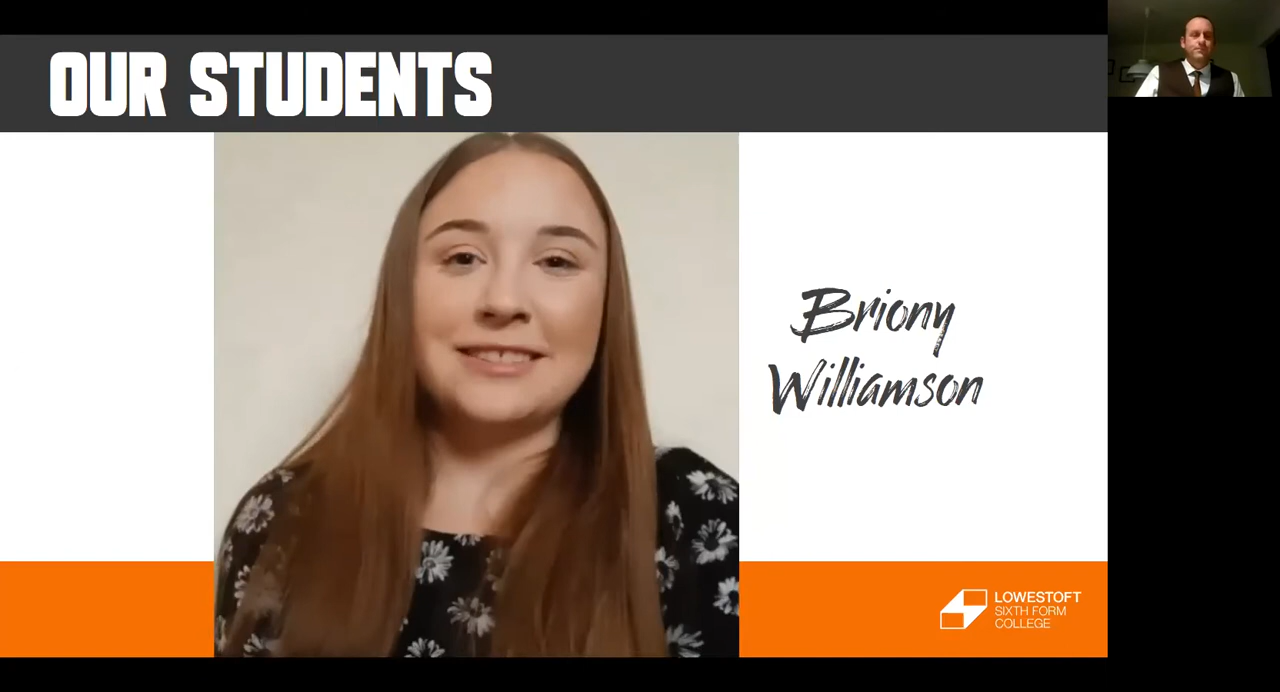 OUR STUDENTS
Briony
Williamson
LOWESTOFT
SIXTH FORM
COLLEGE